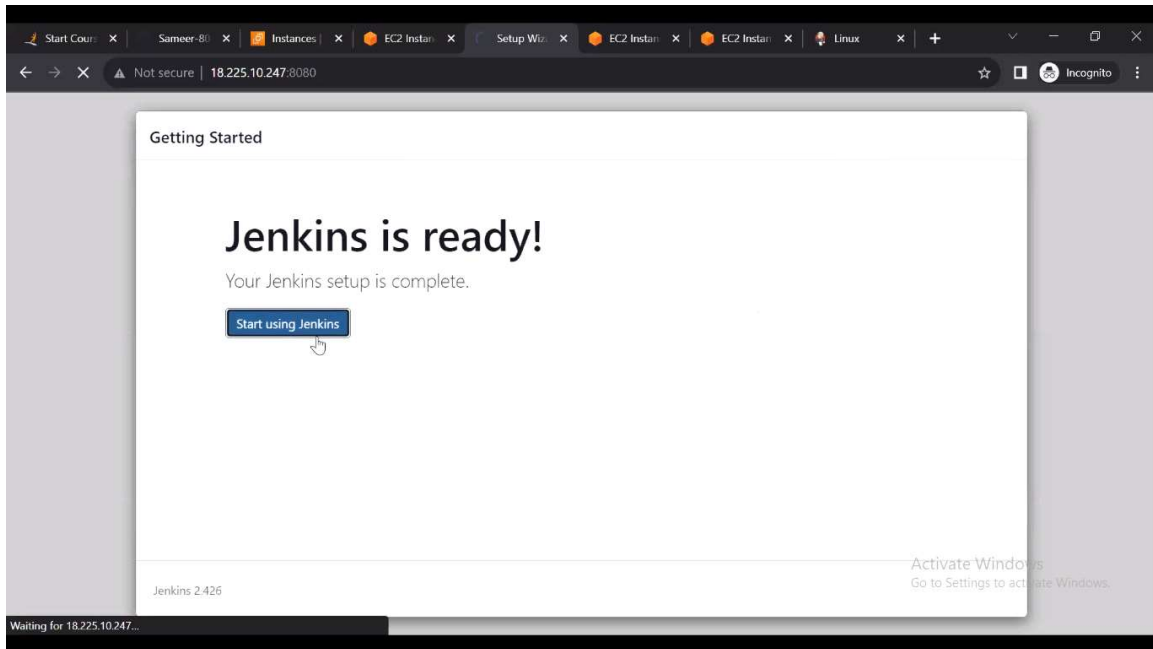 Start Cour
Sameer-80
Instances |
EC2 Instan
Setup Wiz
EC2 Instan
EC2 Instan
Linux
Not secure | 18.225.10.247:8080
Incognito
Getting Started
Jenkins is ready!
Your Jenkins setup is complete.
Start using Jenkins
Activate Windows
Go to Settings to activate Windows.
Jenkins 2.426
Waiting for 18.225.10.247...